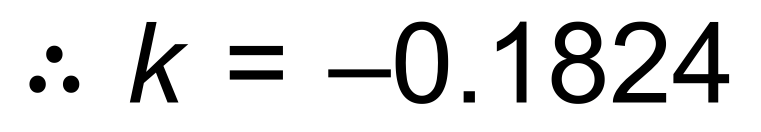 ∴ k = –0.1824